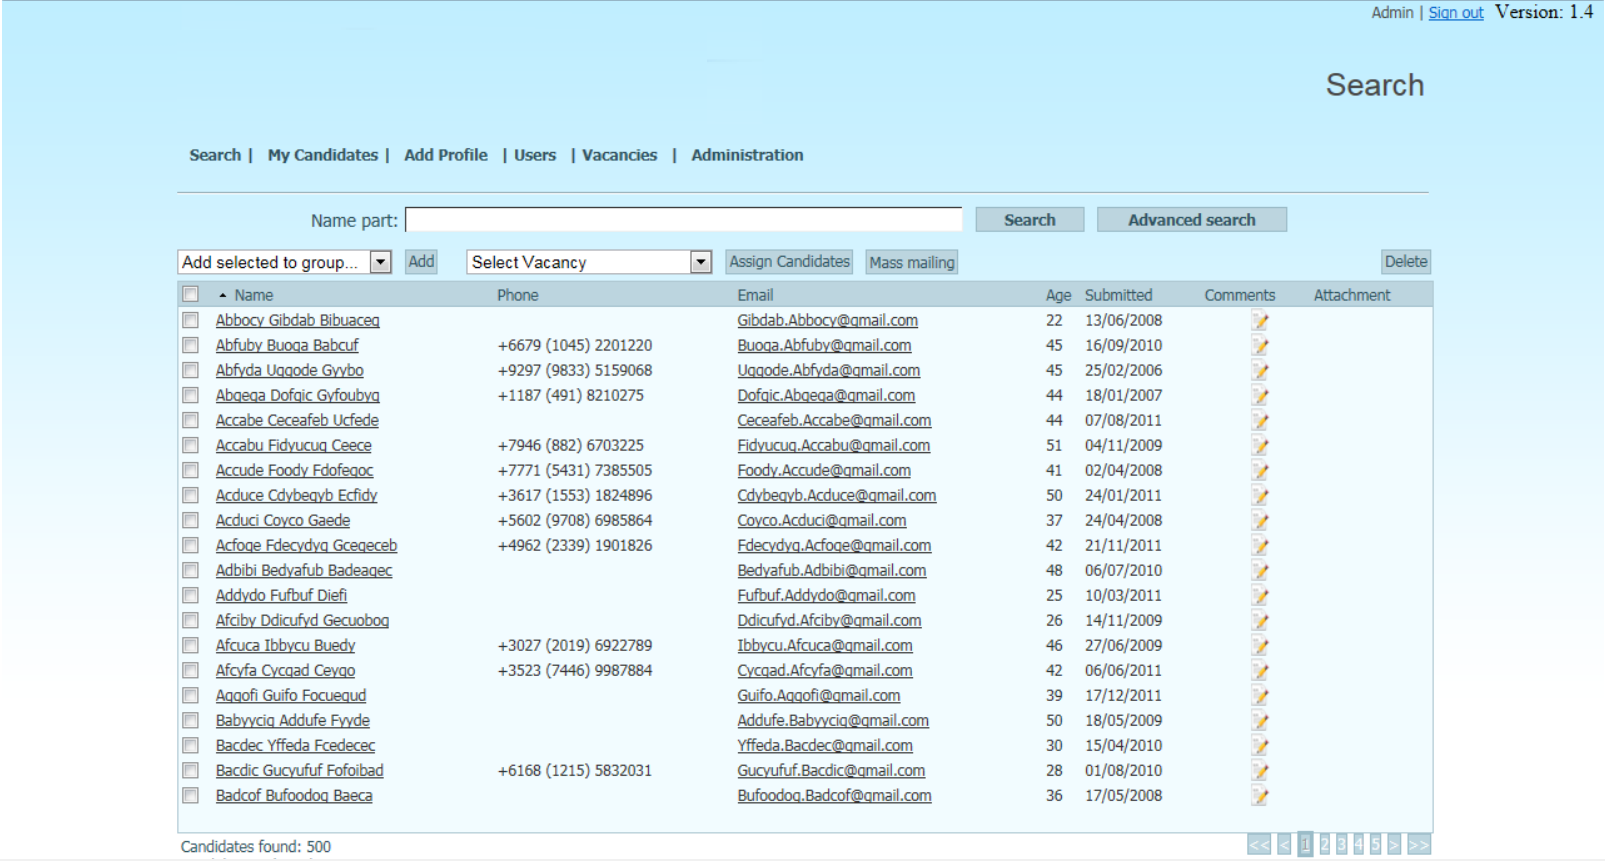 Admin | Sign out Version: 1.4
Search
Search | My Candidates | Add Profile | Users | Vacancies | Administration
Name part: Search Advanced search
Add selected to group... Add Select Vacancy Assign Candidates Mass mailing Delete
Name Phone Email Age Submitted Comments Attachment
Abbocy Gibdab Bibuaceg Gibdab.Abbocy@gmail.com 22 13/06/2008
Abfuby Buoga Babcuf +6679 (1045) 2201220 Buoga.Abfuby@gmail.com 45 16/09/2010
Abfyda Uggode Gyybo +9297 (9833) 5159068 Uggode.Abfyda@gmail.com 45 25/02/2006
Abgega Dofgic Gyfoubyg +1187 (491) 8210275 Dofgic.Abgega@gmail.com 44 18/01/2007
Accabe Ceceafeb Ucfede Ceceafeb.Accabe@gmail.com 44 07/08/2011
Accabu Fidyucug Ceece +7946 (882) 6703225 Fidyucug.Accabu@gmail.com 51 04/11/2009
Accude Foody Fdofegoc +7771 (5431) 7385505 Foody.Accude@gmail.com 41 02/04/2008
Acduce Cdybegyb Ecfidy +3617 (1553) 1824896 Cdybegyb.Acduce@gmail.com 50 24/01/2011
Acduci Coyco Gaede +5602 (9708) 6985864 Coyco.Acduci@gmail.com 37 24/04/2008
Acfoge Fdecydyg Gcegeceb +4962 (2339) 1901826 Fdecydyg.Acfoge@gmail.com 42 21/11/2011
Adbibi Bedyafub Badeagec Bedyafub.Adbibi@gmail.com 48 06/07/2010
Addydo Fufbuf Diefi Fufbuf.Addydo@gmail.com 25 10/03/2011
Afciby Ddicufyd Gecuobog Ddicufyd.Afciby@gmail.com 26 14/11/2009
Afcuca Ibbycu Buedy +3027 (2019) 6922789 Ibbycu.Afcuca@gmail.com 46 27/06/2009
Afcyfa Cycgad Ceygo +3523 (7446) 9987884 Cycgad.Afcyfa@gmail.com 42 06/06/2011
Aggofi Guifo Focuegud Guifo.Aggofi@gmail.com 39 17/12/2011
Babyycig Addufe Fyyde Addufe.Babyycig@gmail.com 50 18/05/2009
Bacdec Yffeda Fcedecec Yffeda.Bacdec@gmail.com 30 15/04/2010
Bacdic Gucyufuf Fofoibad +6168 (1215) 5832031 Gucyufuf.Bacdic@gmail.com 28 01/08/2010
Badcof Bufoodog Baeca Bufoodog.Badcof@gmail.com 36 17/05/2008
Candidates found: 500 << < 1 2 3 4 5 > >>